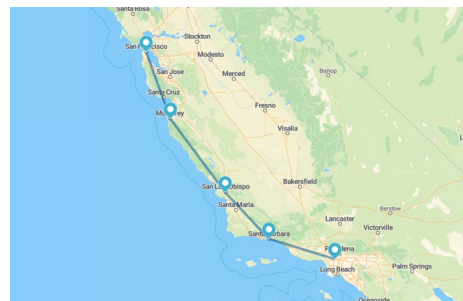 Santa Rosa
Stockton
San Francisco
Modesto
San Jose
Merced
Bishop
Santa Cruz
Fresno
Monterey
Visalia
San Luis Obispo
Bakersfield
Santa Maria
Barstow
Lancaster
Santa Barbara
Victorville
Pasadena
Long Beach
Palm Springs
Oceanside